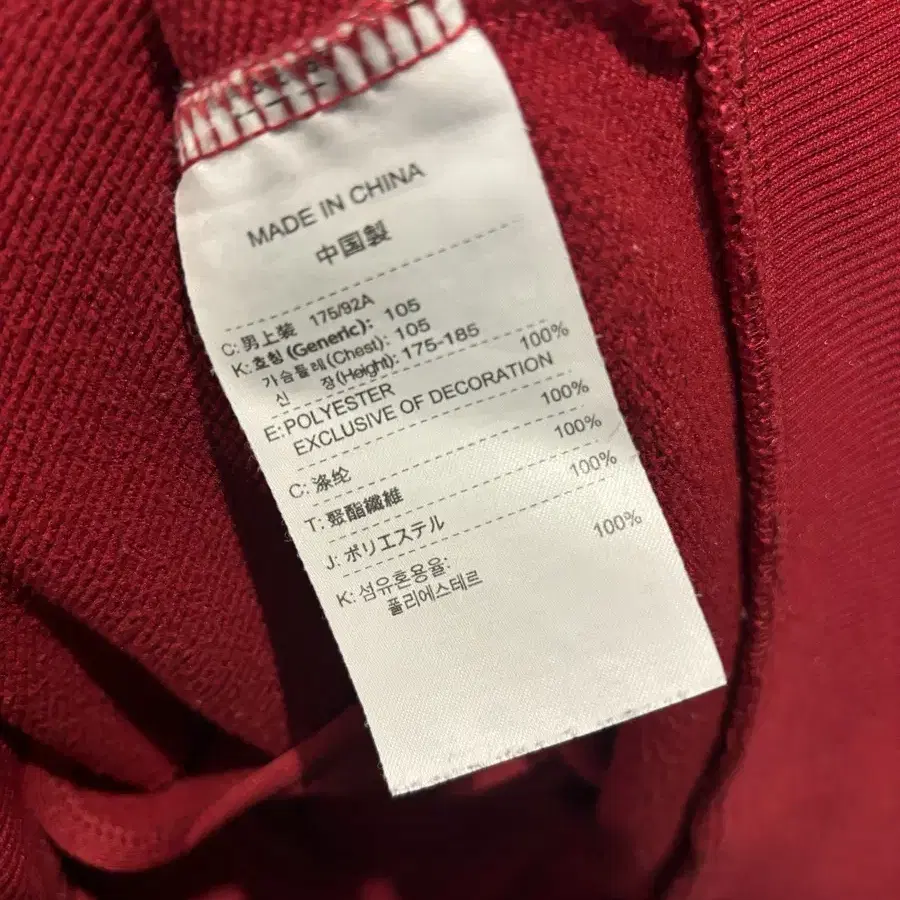 MADE IN CHINA
中国製
C: 男上装 175/92A
K: 호칭 (Generic): 105
가슴둘레(Chest): 105
신 장(Height): 175-185
E: POLYESTER 100%
EXCLUSIVE OF DECORATION
C: 涤纶 100%
T: 聚酯纖維 100%
J: ポリエステル 100%
K: 섬유혼용율:
폴리에스테르 100%